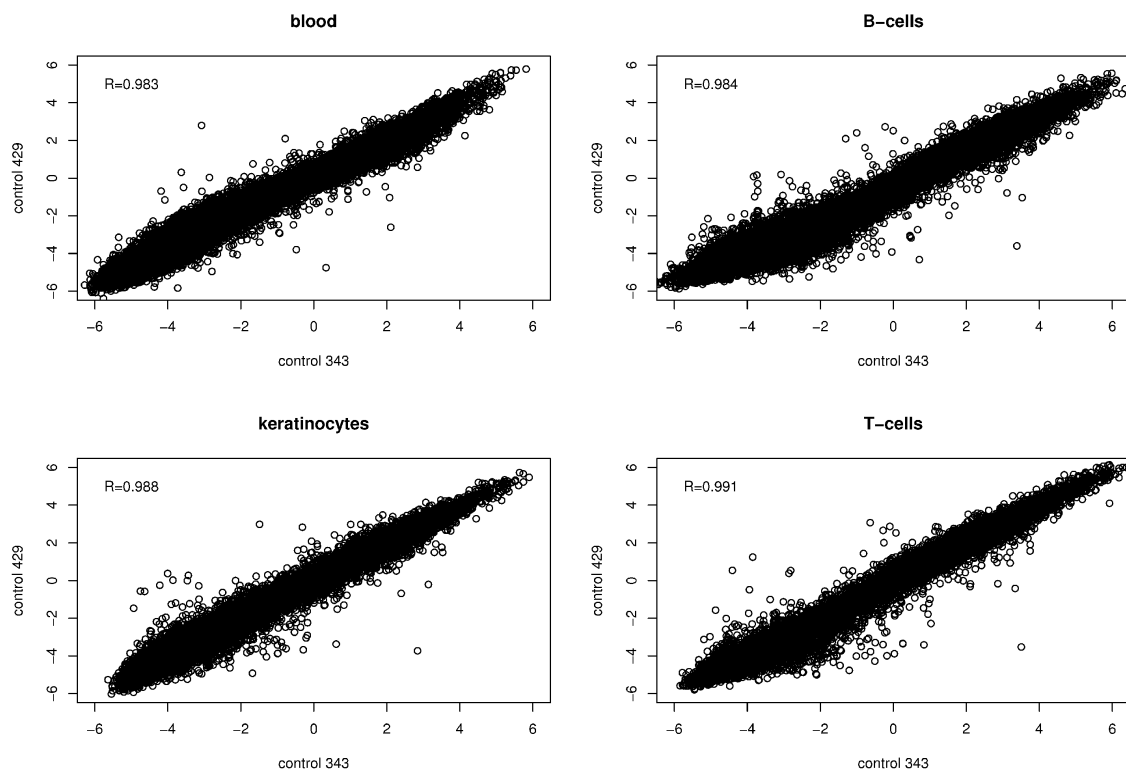 blood
R=0.983
control 429
6
4
2
0
−2
−4
−6
−6 −4 −2 0 2 4 6
control 343
B−cells
R=0.984
control 429
6
4
2
0
−2
−4
−6
−6 −4 −2 0 2 4 6
control 343
keratinocytes
R=0.988
control 429
6
4
2
0
−2
−4
−6
−6 −4 −2 0 2 4 6
control 343
T−cells
R=0.991
control 429
6
4
2
0
−2
−4
−6
−6 −4 −2 0 2 4 6
control 343